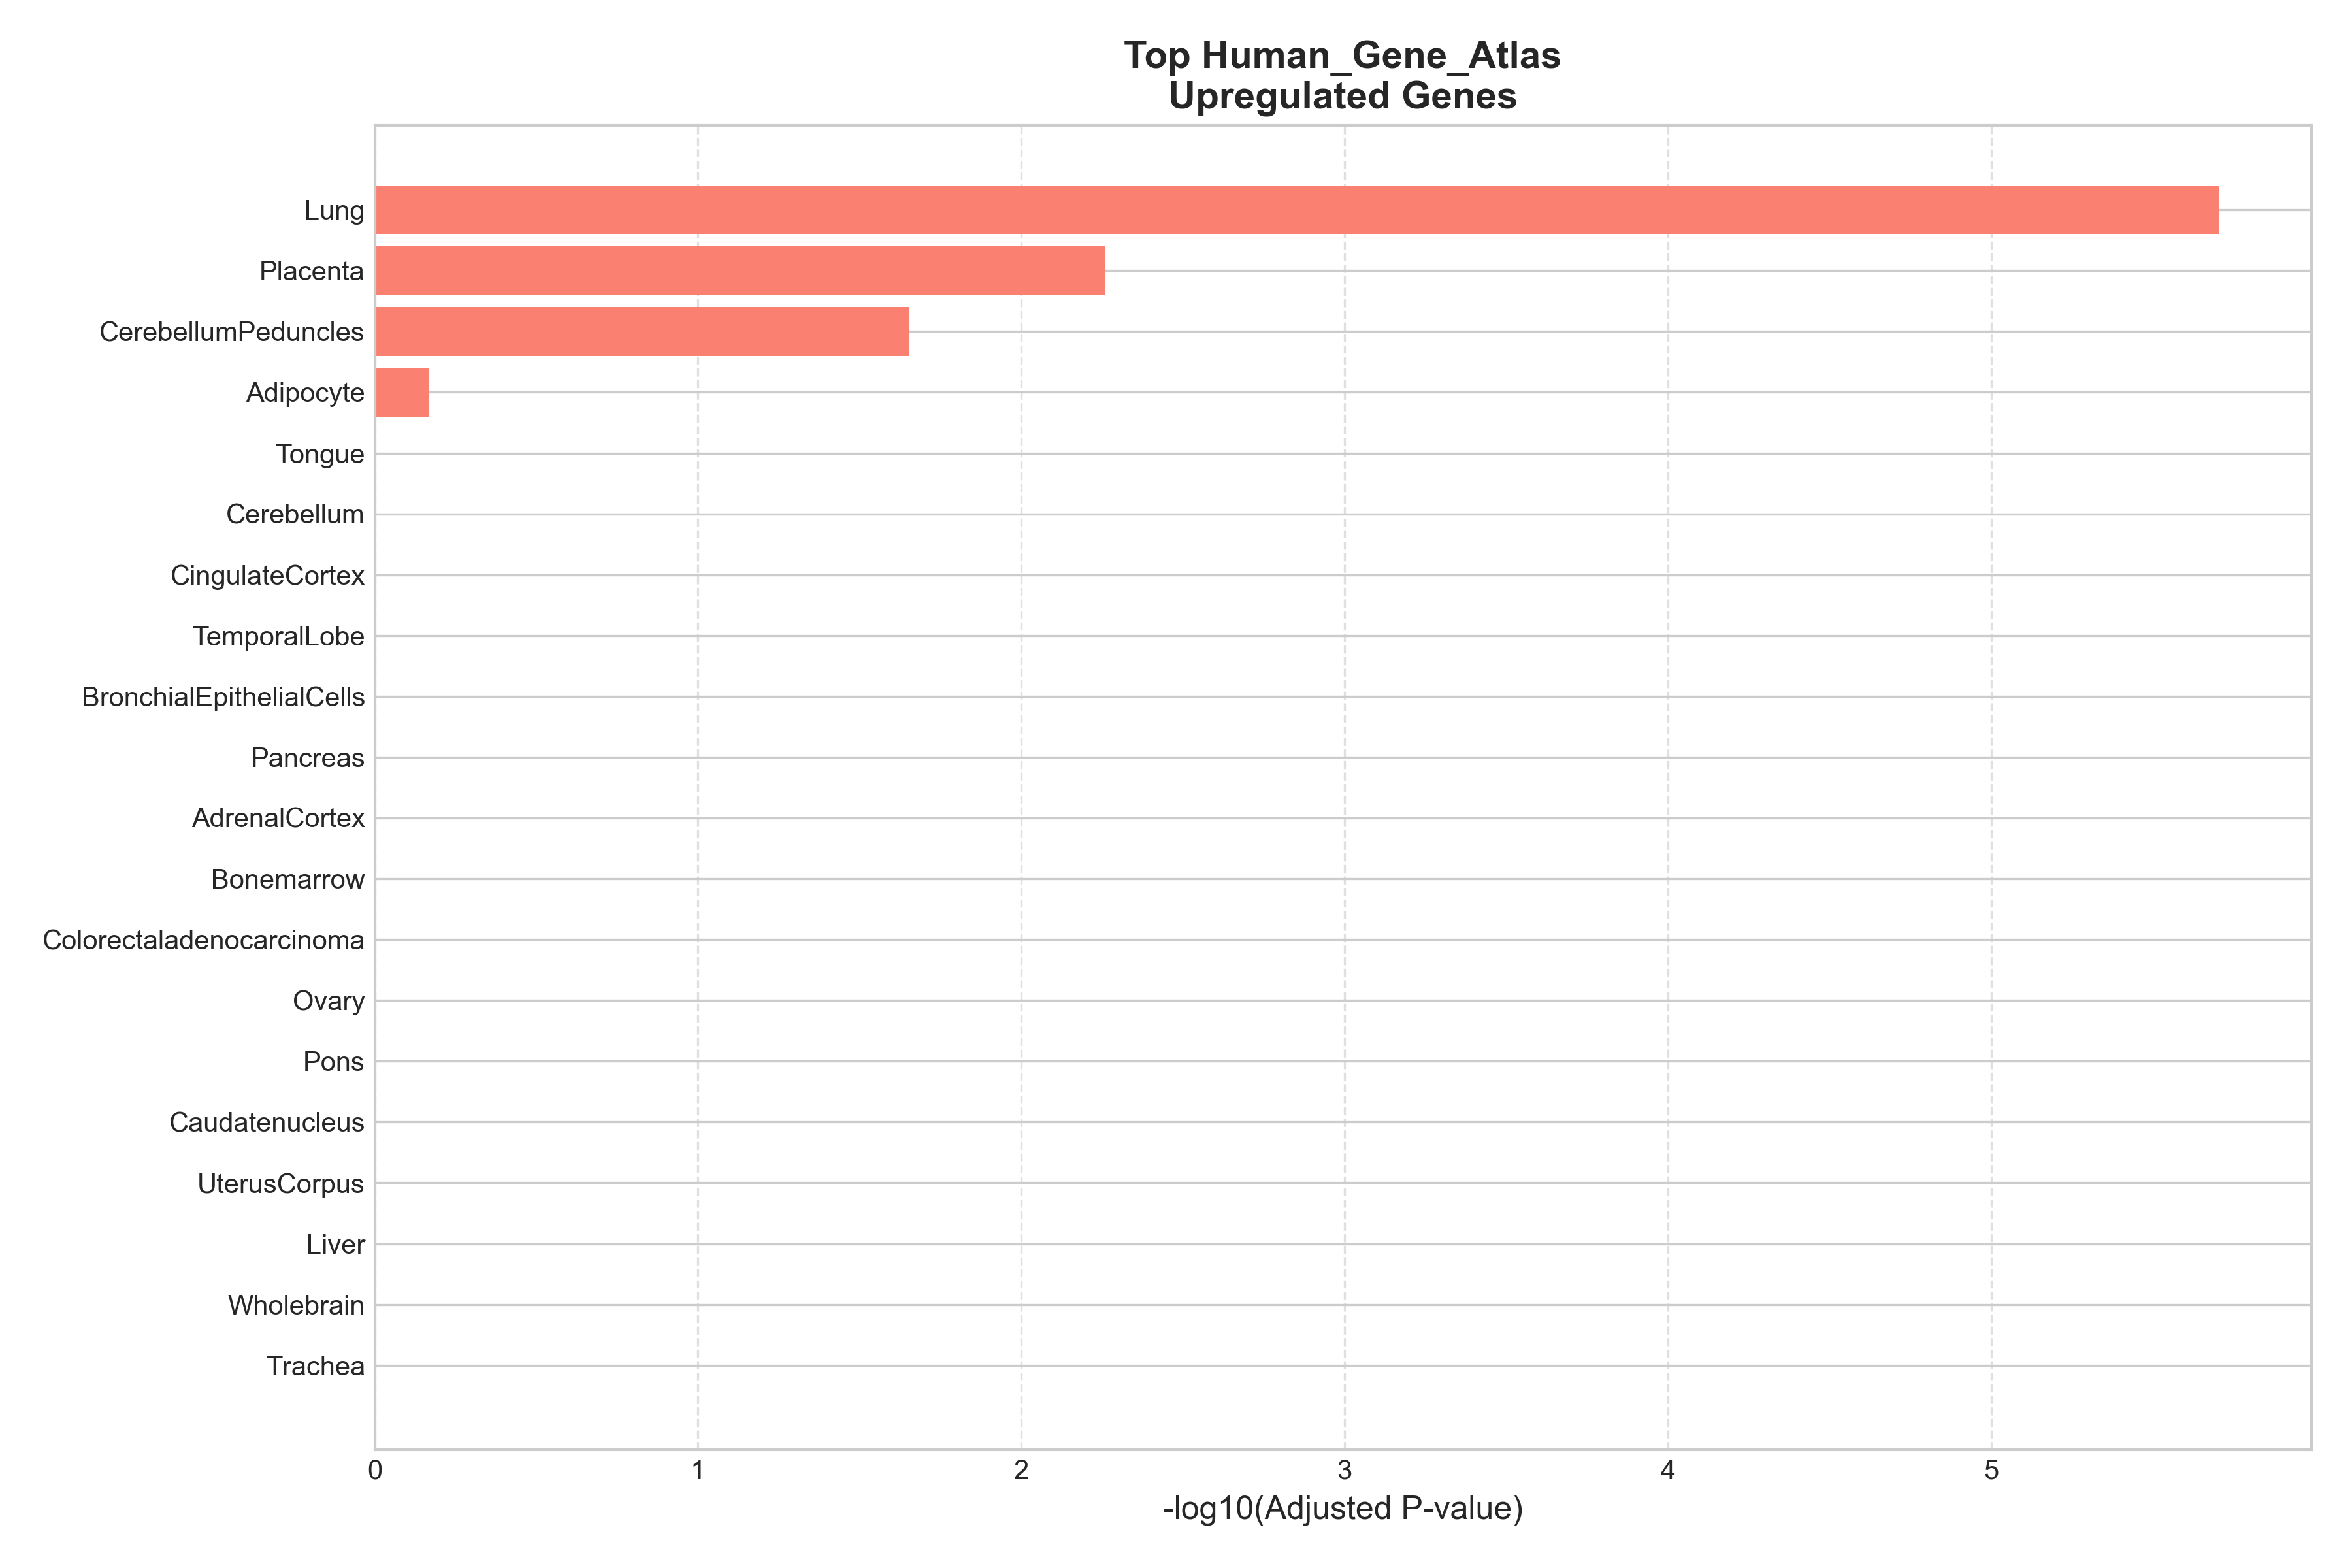 Top Human_Gene_Atlas
Upregulated Genes
Lung
Placenta
CerebellumPeduncles
Adipocyte
Tongue
Cerebellum
CingulateCortex
TemporalLobe
BronchialEpithelialCells
Pancreas
AdrenalCortex
Bonemarrow
Colorectaladenocarcinoma
Ovary
Pons
Caudatenucleus
UterusCorpus
Liver
Wholebrain
Trachea
0 1 2 3 4 5
-log10(Adjusted P-value)